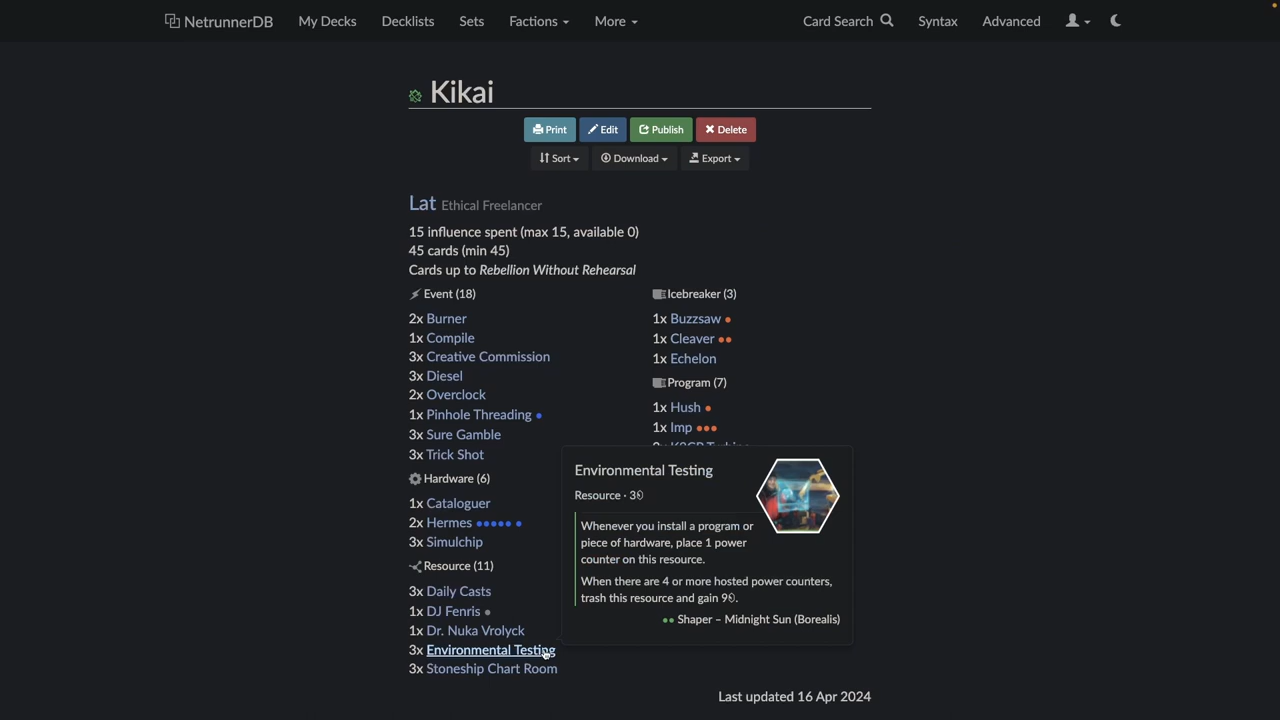 NetrunnerDB My Decks Decklists Sets Factions More Card Search Syntax Advanced
Kikai
Print Edit Publish Delete
Sort Download Export
Lat Ethical Freelancer
15 influence spent (max 15, available 0)
45 cards (min 45)
Cards up to Rebellion Without Rehearsal
Event (18)
2x Burner
1x Compile
3x Creative Commission
3x Diesel
2x Overclock
1x Pinhole Threading
3x Sure Gamble
3x Trick Shot
Hardware (6)
1x Cataloguer
2x Hermes
3x Simulchip
Resource (11)
3x Daily Casts
1x DJ Fenris
1x Dr. Nuka Vrolyck
3x Environmental Testing
3x Stoneship Chart Room
Icebreaker (3)
1x Buzzsaw
1x Cleaver
1x Echelon
Program (7)
1x Hush
1x Imp
Environmental Testing
Resource · 3
Whenever you install a program or
piece of hardware, place 1 power
counter on this resource.
When there are 4 or more hosted power counters,
trash this resource and gain 9.
Shaper – Midnight Sun (Borealis)
Last updated 16 Apr 2024